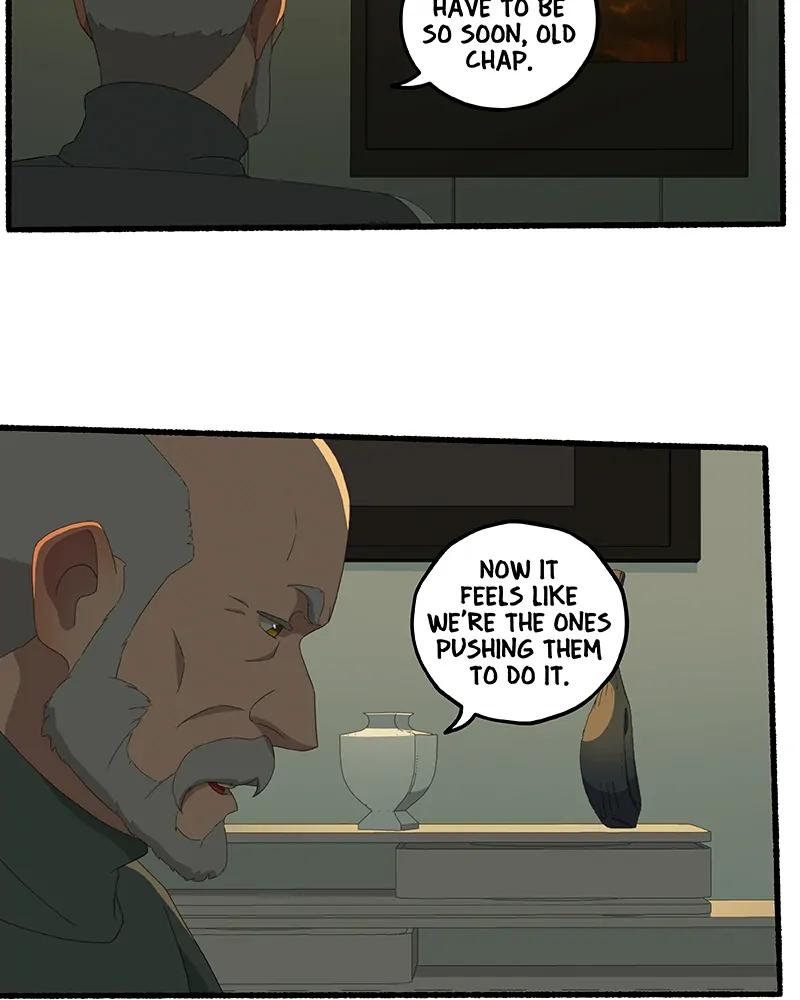 HAVE TO BE
SO SOON, OLD
CHAP.
NOW IT
FEELS LIKE
WE'RE THE ONES
PUSHING THEM
TO DO IT.